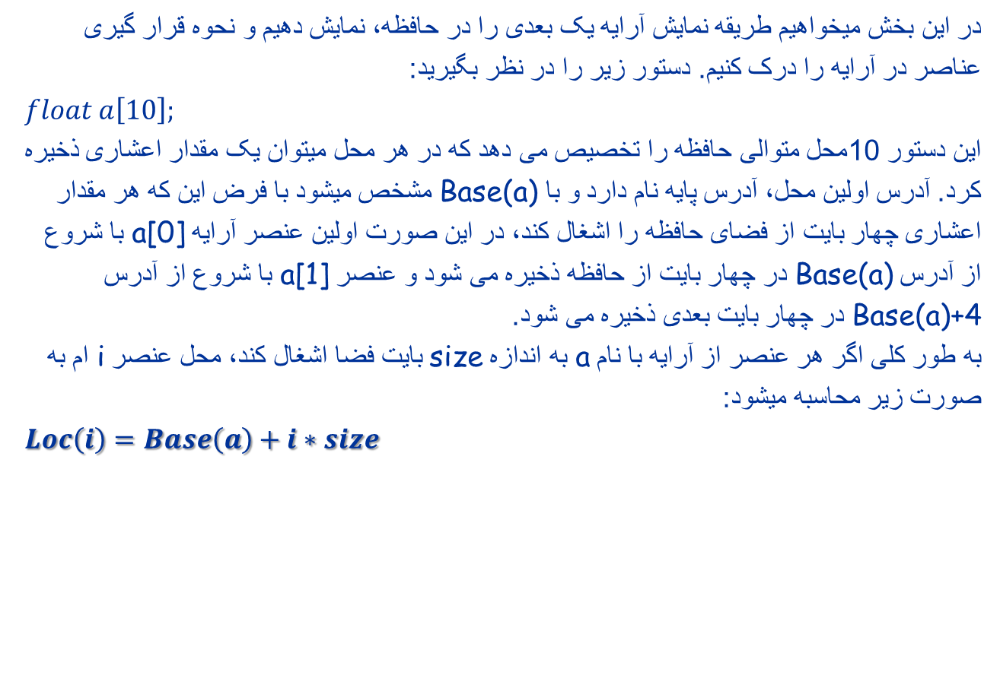 در این بخش میخواهیم طریقه نمایش آرایه یک بعدی را در حافظه، نمایش دهیم و نحوه قرار گیری
عناصر در آرایه را درک کنیم. دستور زیر را در نظر بگیرید:
float a[10];
این دستور 10محل متوالی حافظه را تخصیص می دهد که در هر محل میتوان یک مقدار اعشاری ذخیره
کرد. آدرس اولین محل، آدرس پایه نام دارد و با Base(a) مشخص میشود با فرض این که هر مقدار
اعشاری چهار بایت از فضای حافظه را اشغال کند، در این صورت اولین عنصر آرایه a[0] با شروع
از آدرس Base(a) در چهار بایت از حافظه ذخیره می شود و عنصر a[1] با شروع از آدرس
Base(a)+4 در چهار بایت بعدی ذخیره می شود.
به طور کلی اگر هر عنصر از آرایه با نام a به اندازه size بایت فضا اشغال کند، محل عنصر i ام به
صورت زیر محاسبه میشود:
Loc(i) = Base(a) + i ∗ size